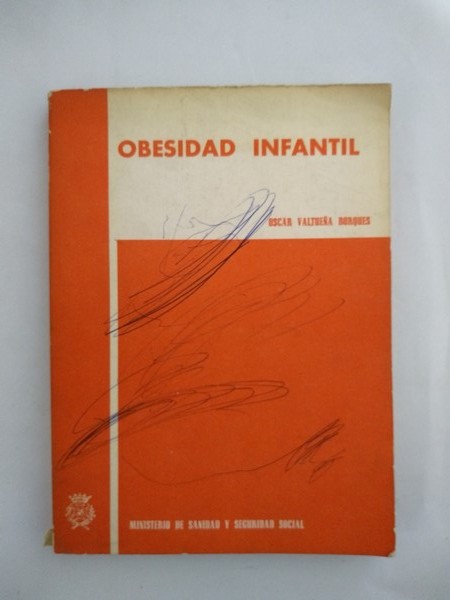 OBESIDAD INFANTIL
OSCAR VALTUEÑA BORQUES
MINISTERIO DE SANIDAD Y SEGURIDAD SOCIAL